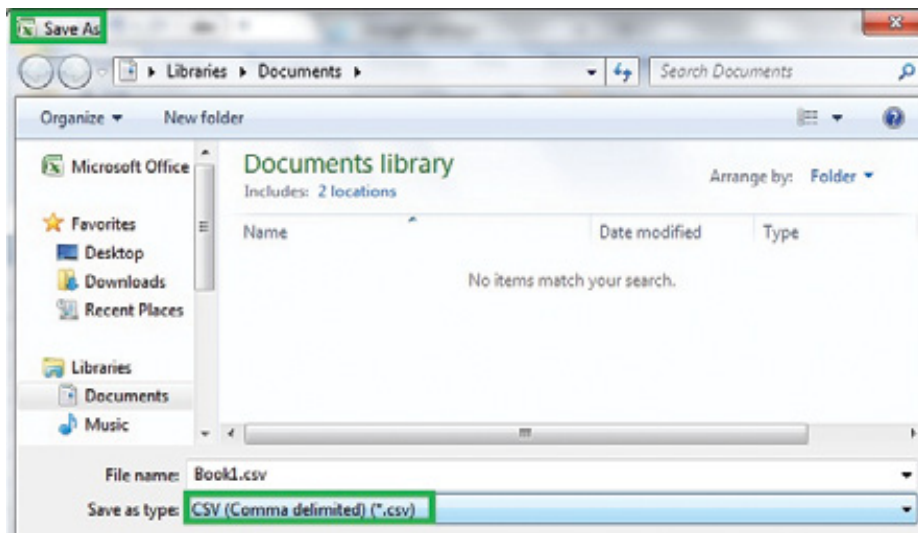 Save As
Libraries Documents Search Documents
Organize New folder
Microsoft Office
Favorites
Desktop
Downloads
Recent Places
Libraries
Documents
Music
Documents library
Includes: 2 locations
Arrange by: Folder
Name Date modified Type
No items match your search.
File name: Book1.csv
Save as type: CSV (Comma delimited) (*.csv)